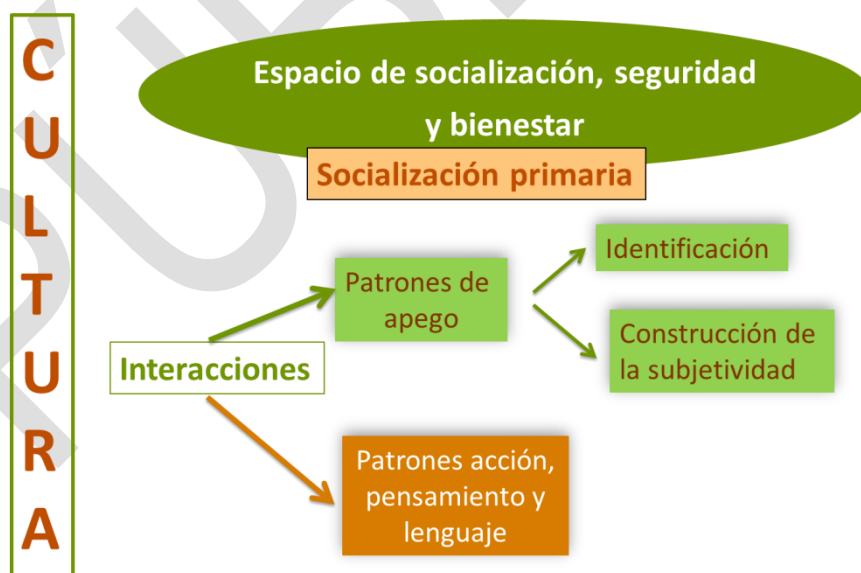 CULTURA
Espacio de socialización, seguridad
y bienestar
Socialización primaria
Identificación
Patrones de
apego
Construcción de
la subjetividad
Interacciones
Patrones acción,
pensamiento y
lenguaje